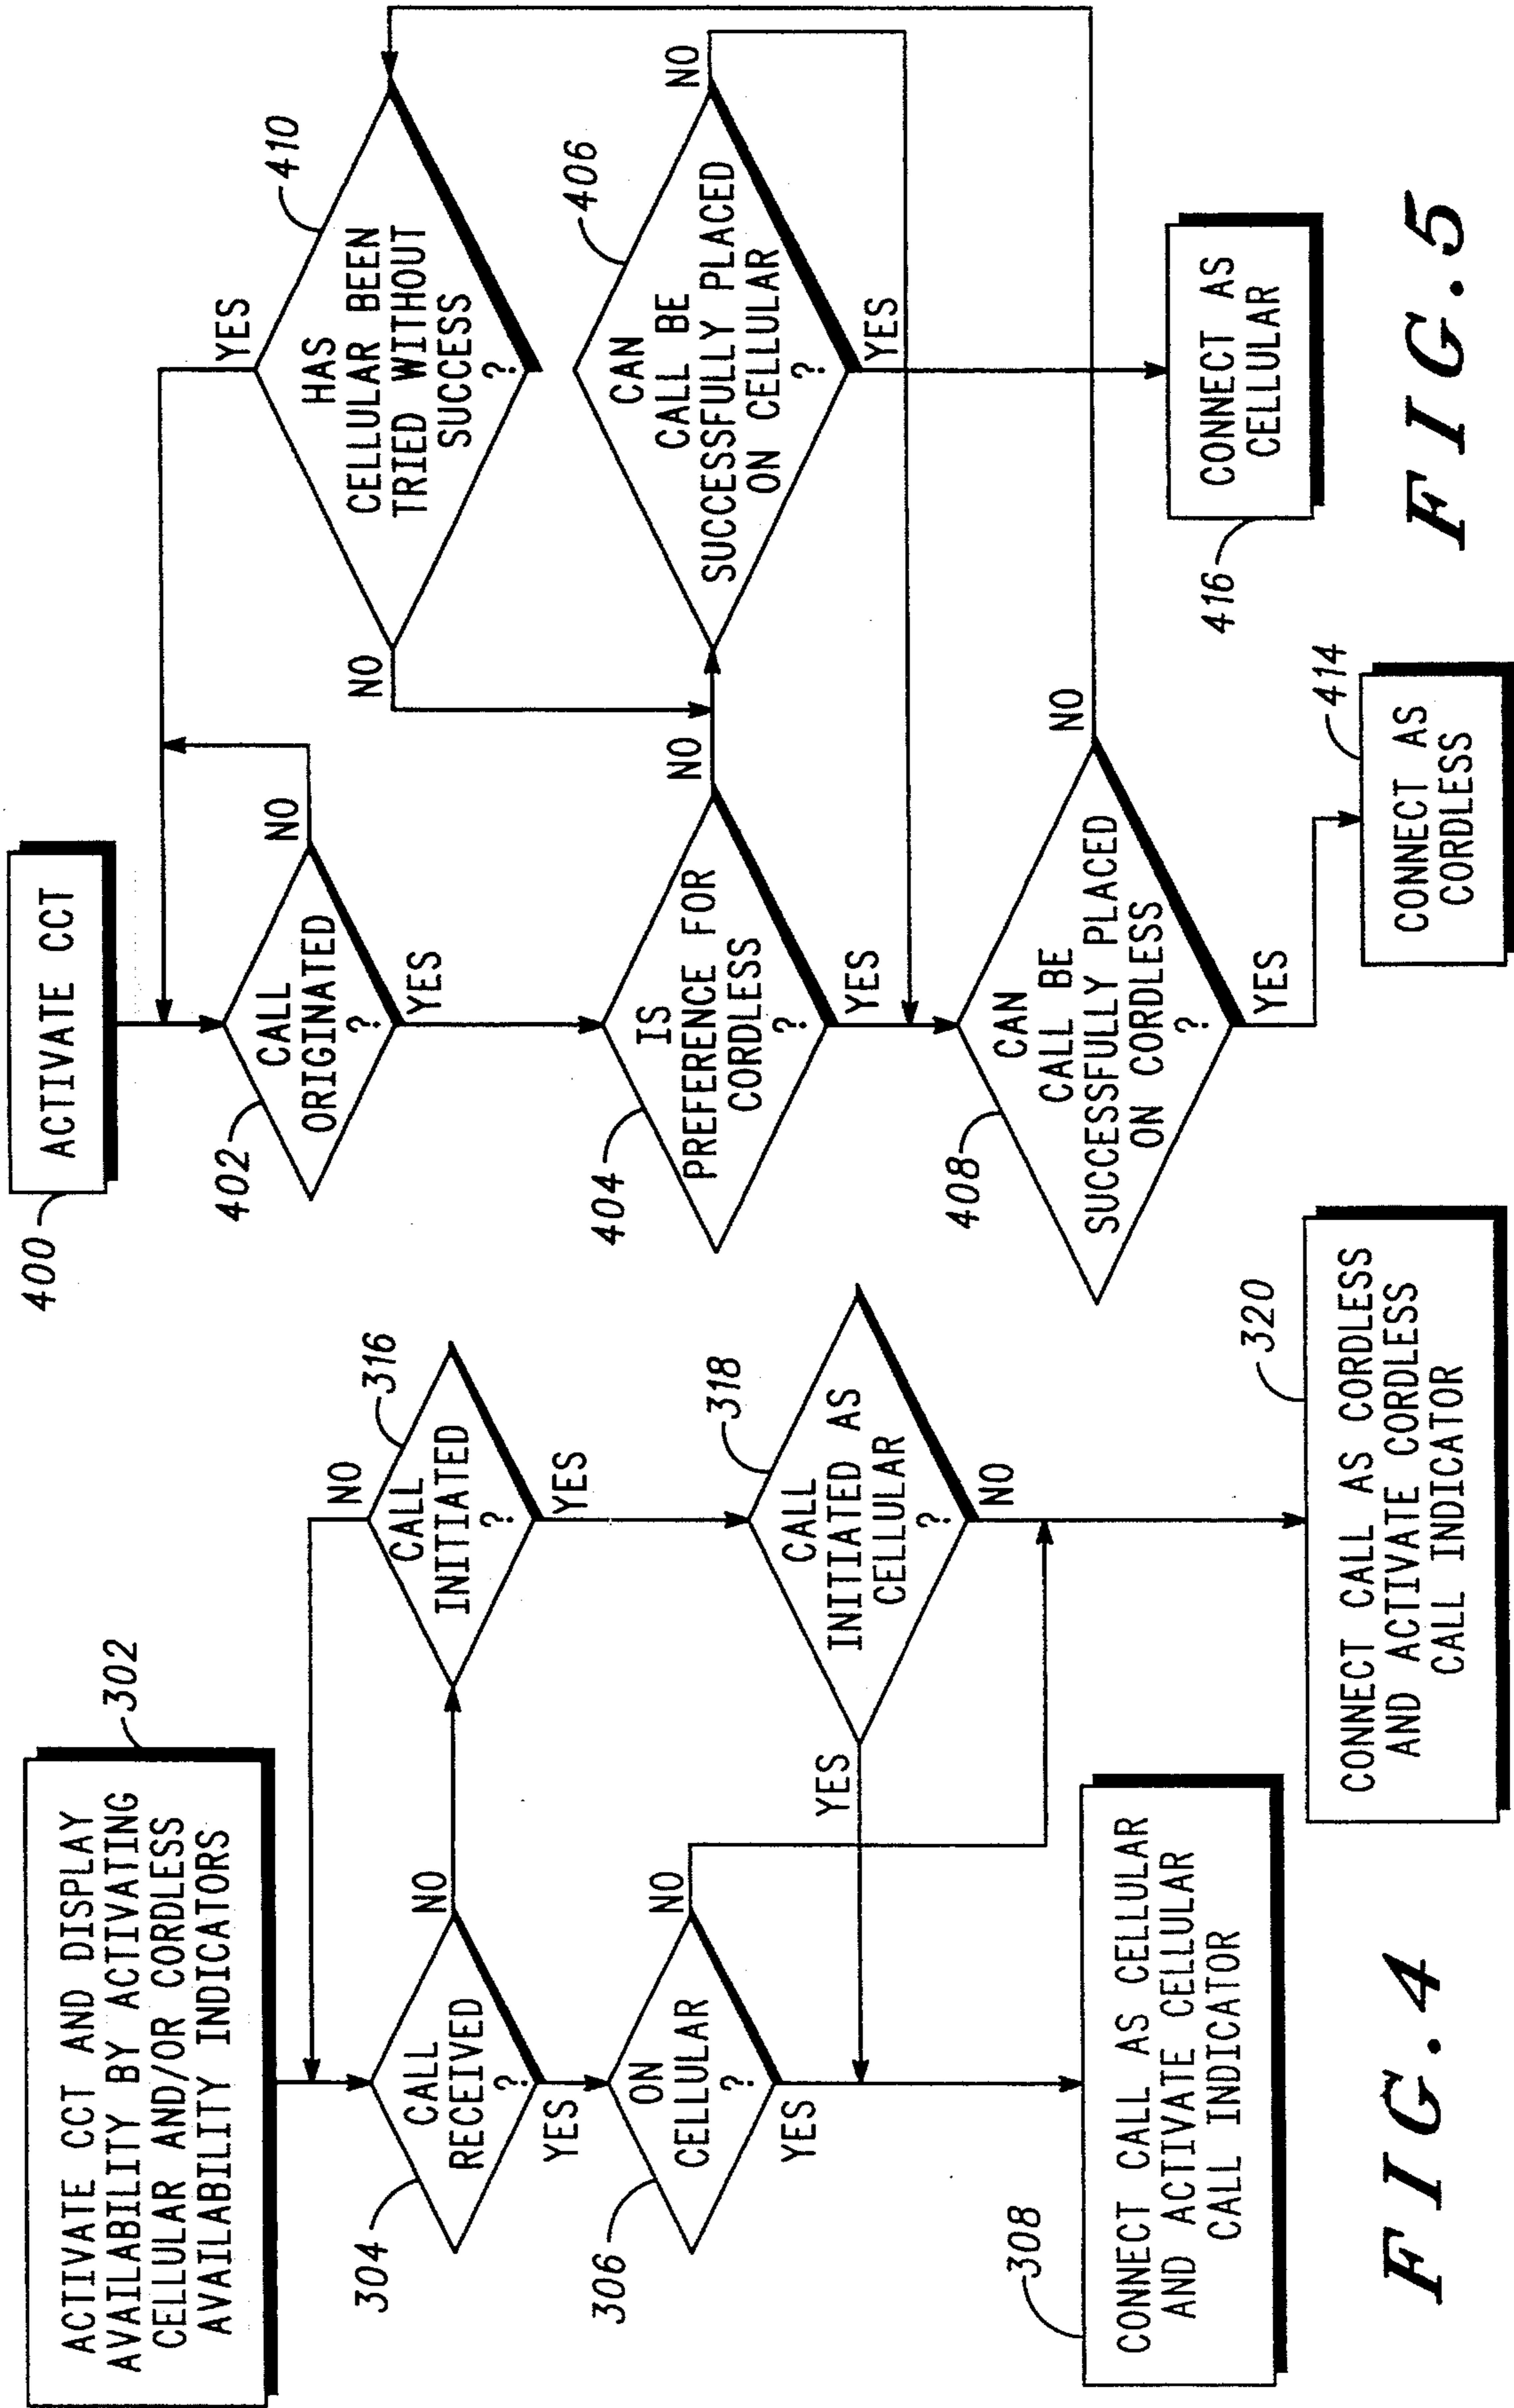 ACTIVATE CCT AND DISPLAY
AVAILABILITY BY ACTIVATING
CELLULAR AND/OR CORDLESS
AVAILABILITY INDICATORS
302
CALL
RECEIVED
?
304
NO
YES
CALL
INITIATED
?
316
NO
YES
ON
CELLULAR
?
306
NO
YES
CALL
INITIATED AS
CELLULAR
?
318
YES
NO
308
CONNECT CALL AS CELLULAR
AND ACTIVATE CELLULAR
CALL INDICATOR
320
CONNECT CALL AS CORDLESS
AND ACTIVATE CORDLESS
CALL INDICATOR
FIG.4
400
ACTIVATE CCT
402
CALL
ORIGINATED
?
NO
YES
404
IS
PREFERENCE FOR
CORDLESS
?
NO
YES
408
CAN
CALL BE
SUCCESSFULLY PLACED
ON CORDLESS
?
NO
YES
414
CONNECT AS
CORDLESS
410
HAS
CELLULAR BEEN
TRIED WITHOUT
SUCCESS
?
YES
NO
406
CAN
CALL BE
SUCCESSFULLY PLACED
ON CELLULAR
?
NO
YES
416
CONNECT AS
CELLULAR
FIG.5